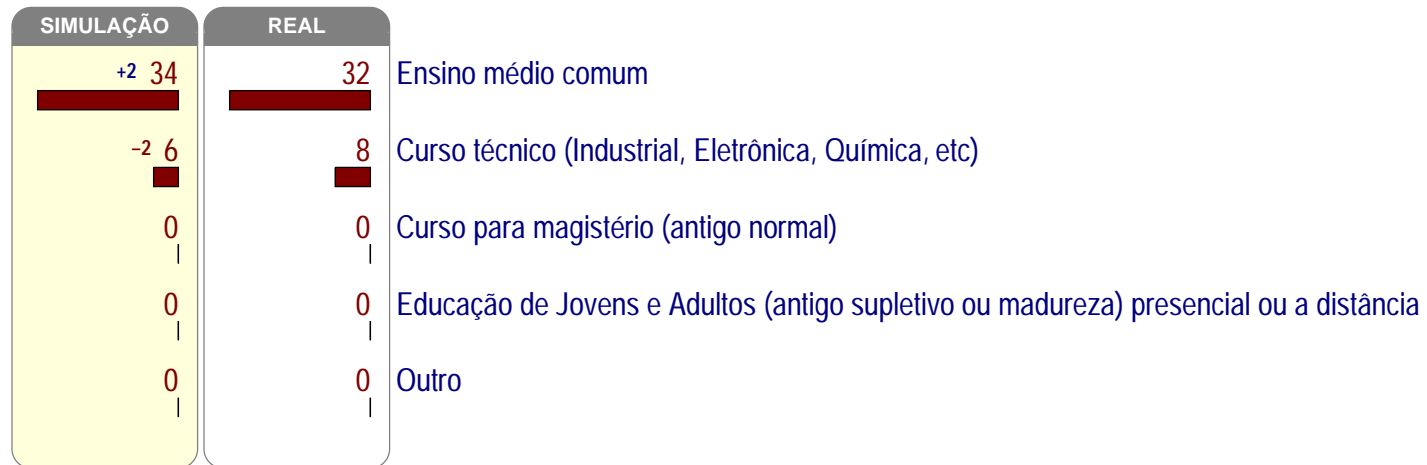 SIMULAÇÃO REAL
+2 34 32 Ensino médio comum
−2 6 8 Curso técnico (Industrial, Eletrônica, Química, etc)
0 0 Curso para magistério (antigo normal)
0 0 Educação de Jovens e Adultos (antigo supletivo ou madureza) presencial ou a distância
0 0 Outro